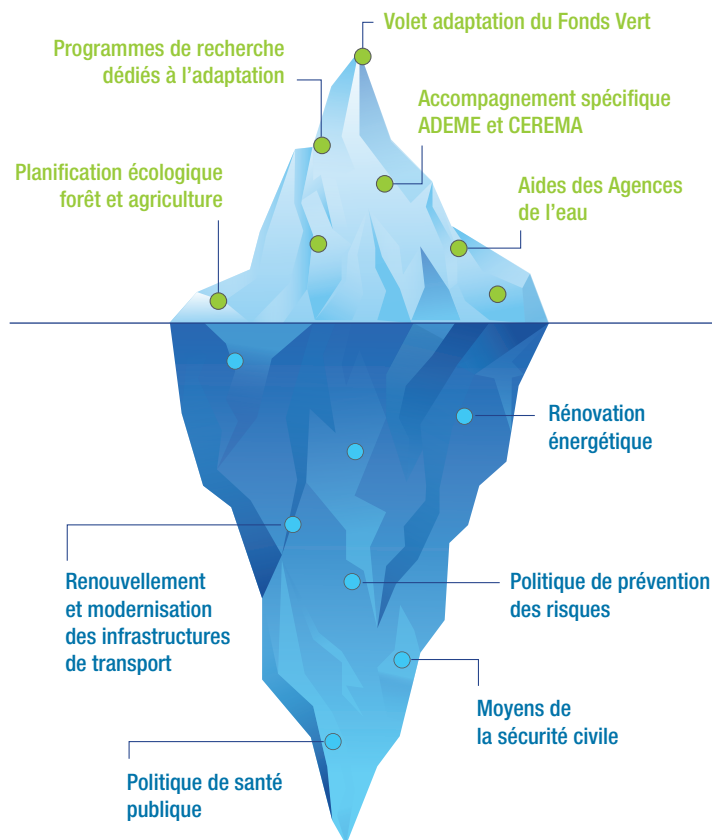 Volet adaptation du Fonds Vert
Programmes de recherche
dédiés à l’adaptation
Accompagnement spécifique
ADEME et CEREMA
Planification écologique
forêt et agriculture
Aides des Agences
de l’eau
Rénovation
énergétique
Renouvellement
et modernisation
des infrastructures
de transport
Politique de prévention
des risques
Moyens de
la sécurité civile
Politique de santé
publique